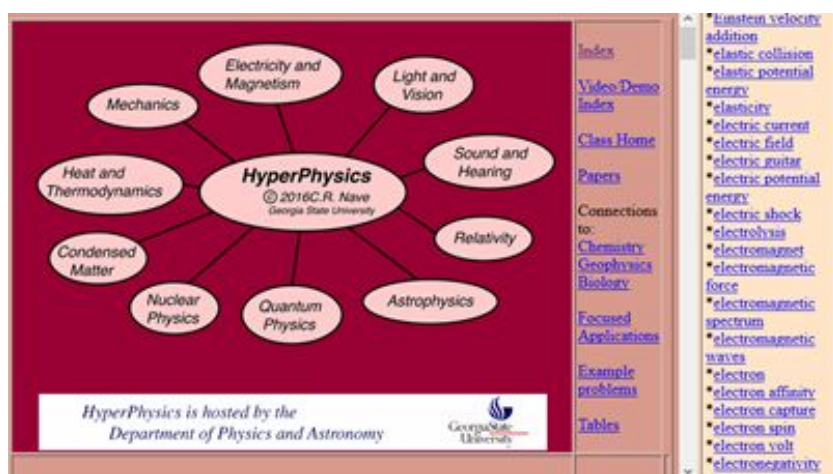 Electricity and
Magnetism
Light and
Vision
Mechanics
Sound and
Hearing
Heat and
Thermodynamics
HyperPhysics
© 2016C.R. Nave
Georgia State University
Relativity
Condensed
Matter
Nuclear
Physics
Quantum
Physics
Astrophysics
HyperPhysics is hosted by the
Department of Physics and Astronomy
GeorgiaState
University
Index
Video/Demo
Index
Class Home
Papers
Connections
to:
Chemistry
Geophysics
Biology
Focused
Applications
Example
problems
Tables
*Einstein velocity
addition
*elastic collision
*elastic potential
energy
*elasticity
*electric current
*electric field
*electric guitar
*electric potential
energy
*electric shock
*electrolysis
*electromagnet
*electromagnetic
force
*electromagnetic
spectrum
*electromagnetic
waves
*electron
*electron affinity
*electron capture
*electron spin
*electron volt
*electronegativity